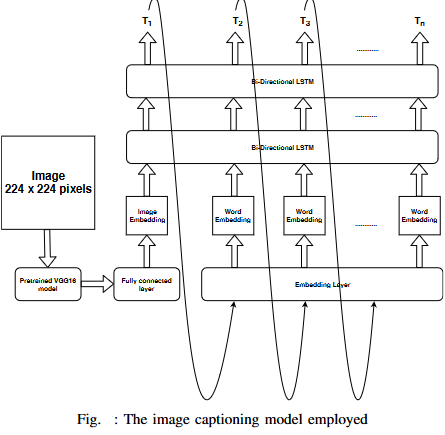 T1 T2 T3 Tn
............
Bi-Directional LSTM
............
Bi-Directional LSTM
Image
224 x 224 pixels
Image
Embedding
Word
Embedding
Word
Embedding
............
Word
Embedding
Pretrained VGG16
model
Fully connected
layer
Embedding Layer
Fig. : The image captioning model employed